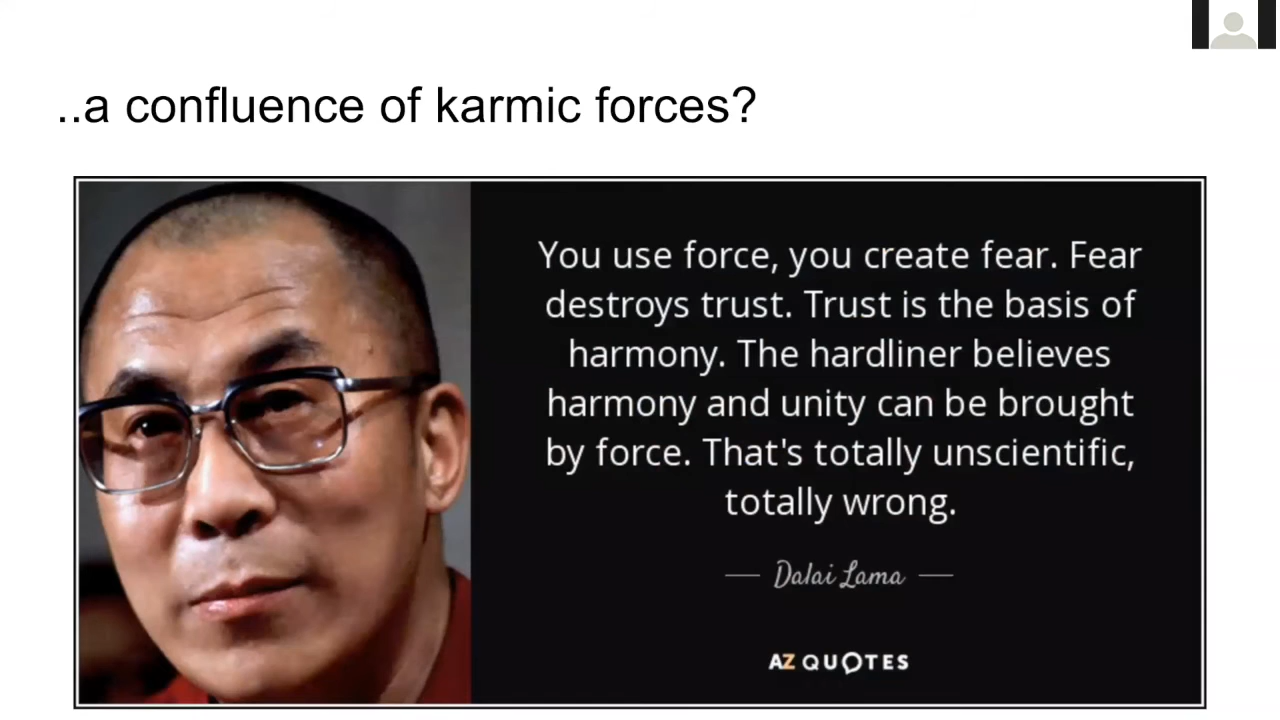 ..a confluence of karmic forces?
You use force, you create fear. Fear
destroys trust. Trust is the basis of
harmony. The hardliner believes
harmony and unity can be brought
by force. That's totally unscientific,
totally wrong.
— Dalai Lama —
AZ QUOTES